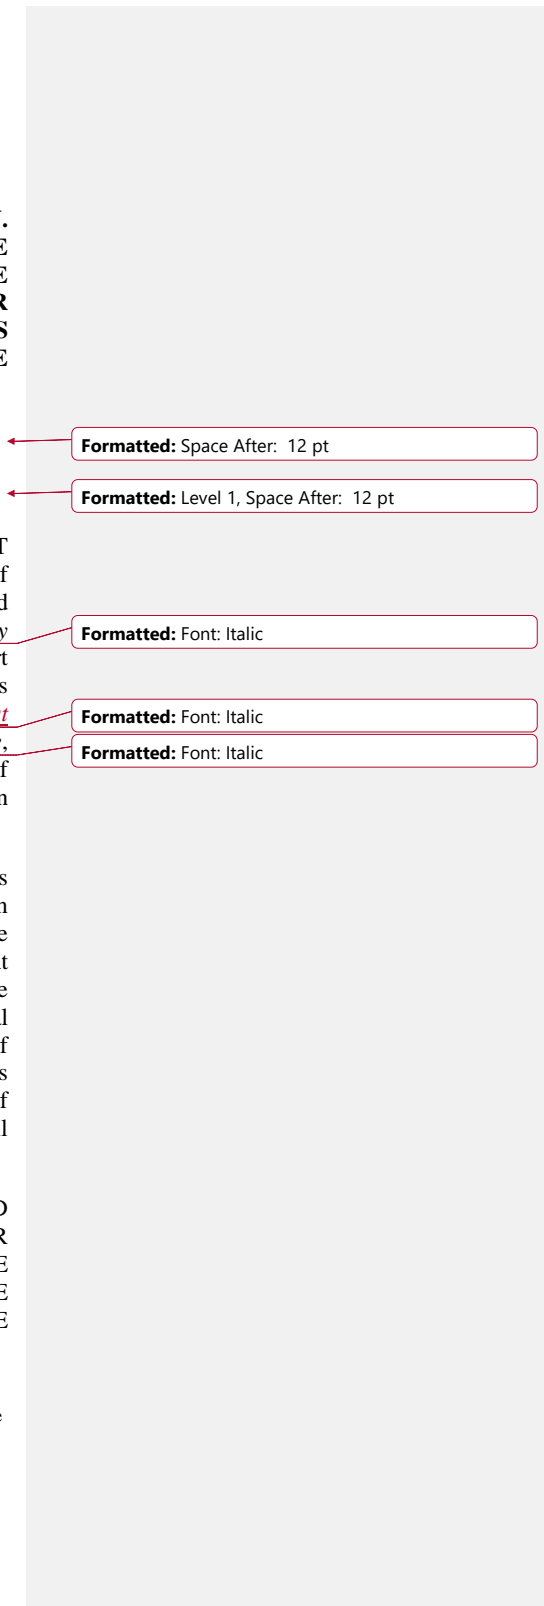 .
E
E
R
S
E
Formatted: Space After: 12 pt
Formatted: Level 1, Space After: 12 pt
T
f
d
y
Formatted: Font: Italic
rt
s
t
Formatted: Font: Italic
,
Formatted: Font: Italic
f
n
s
n
e
t
e
l
f
s
f
l
D
R
E
E
E
e